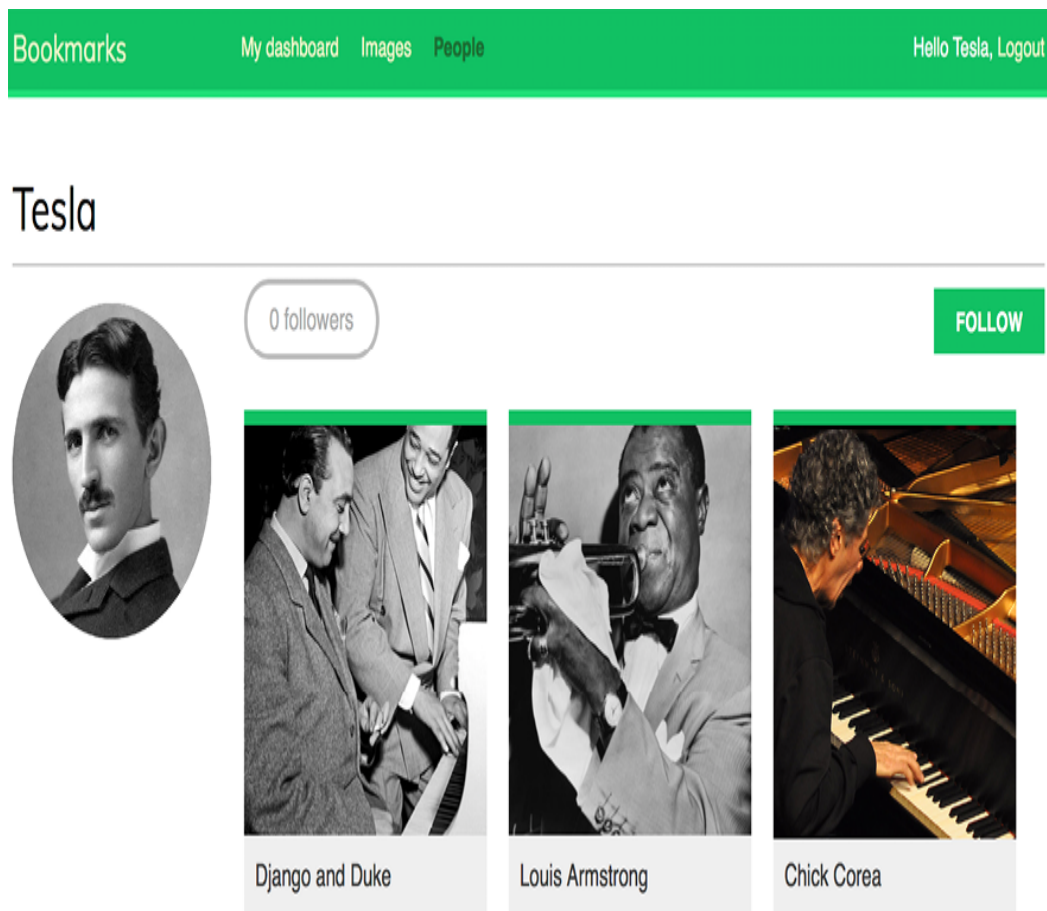 Bookmarks My dashboard Images People Hello Tesla, Logout
Tesla
0 followers FOLLOW
Django and Duke Louis Armstrong Chick Corea